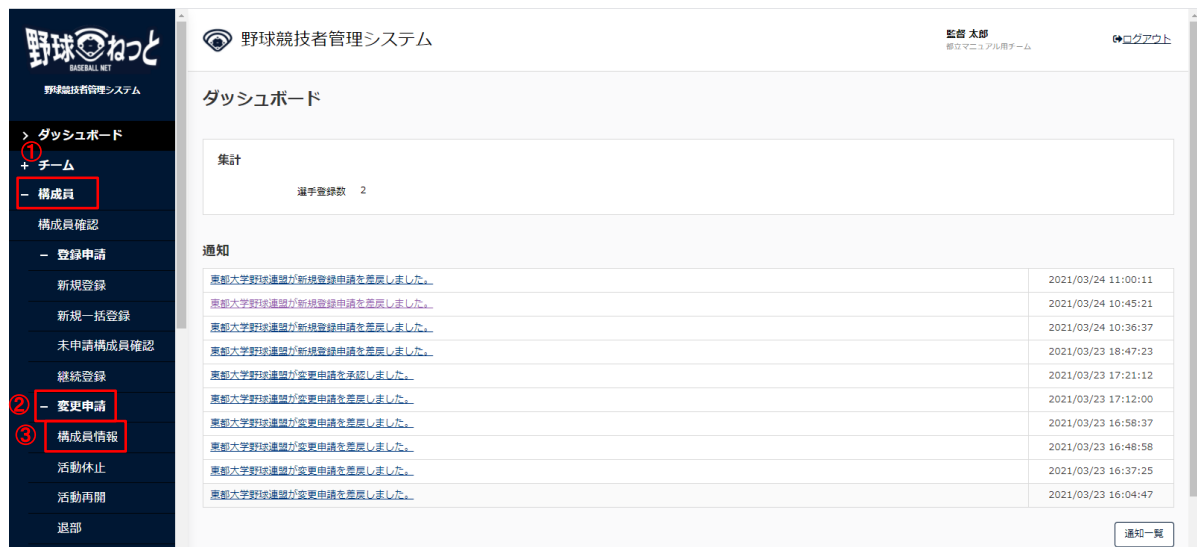 野球ねっと
BASEBALL NET
野球競技者管理システム
> ダッシュボード
①
+ チーム
− 構成員
構成員確認
− 登録申請
新規登録
新規一括登録
未申請構成員確認
継続登録
② − 変更申請
③ 構成員情報
活動休止
活動再開
退部
野球競技者管理システム
監督 太郎
都立マニュアル用チーム
ログアウト
ダッシュボード
集計
選手登録数 2
通知
東都大学野球連盟が新規登録申請を差戻しました。 2021/03/24 11:00:11
東都大学野球連盟が新規登録申請を差戻しました。 2021/03/24 10:45:21
東都大学野球連盟が新規登録申請を差戻しました。 2021/03/24 10:36:37
東都大学野球連盟が新規登録申請を差戻しました。 2021/03/23 18:47:23
東都大学野球連盟が変更申請を承認しました。 2021/03/23 17:21:12
東都大学野球連盟が変更申請を差戻しました。 2021/03/23 17:12:00
東都大学野球連盟が変更申請を差戻しました。 2021/03/23 16:58:37
東都大学野球連盟が変更申請を差戻しました。 2021/03/23 16:48:58
東都大学野球連盟が変更申請を差戻しました。 2021/03/23 16:37:25
東都大学野球連盟が変更申請を差戻しました。 2021/03/23 16:04:47
通知一覧